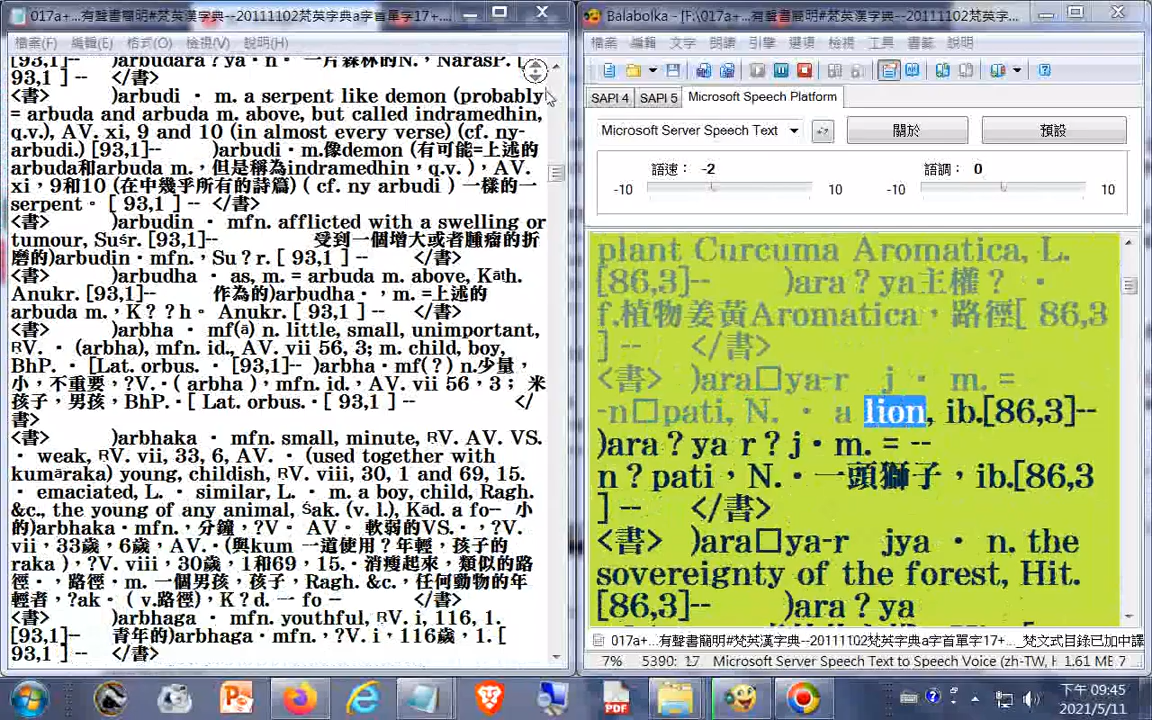 017a+...有聲書簡明#梵英漢字典--20111102梵英字典a字首單字17+...
檔案(F) 編輯(E) 格式(O) 檢視(V) 說明(H)
[93,1]-- )arbudara？ya‧n‧ 一片森林的N.，NarasP. [
93,1 ] -- </書>
<書> )arbudi ‧ m. a serpent like demon (probably
= arbuda and arbuda m. above, but called indramedhin,
q.v.), AV. xi, 9 and 10 (in almost every verse) (cf. ny-
arbudi.) [93,1]-- )arbudi‧m.像demon (有可能=上述的
arbuda和arbuda m.，但是稱為indramedhin，q.v. )，AV.
xi，9和10 (在中幾乎所有的詩篇) ( cf. ny arbudi ) 一樣的一
serpent。 [ 93,1 ] -- </書>
<書> )arbudin ‧ mfn. afflicted with a swelling or
tumour, Suśr. [93,1]-- 受到一個增大或者腫瘤的折
磨的)arbudin‧mfn.，Su？r. [ 93,1 ] -- </書>
<書> )arbudha ‧ as, m. = arbuda m. above, Kāṭh.
Anukr. [93,1]-- 作為的)arbudha‧，m. =上述的
arbuda m.，K？？h。 Anukr. [ 93,1 ] -- </書>
<書> )arbha ‧ mf(ā) n. little, small, unimportant,
RV. ‧ (arbha), mfn. id., AV. vii 56, 3; m. child, boy,
BhP. ‧ [Lat. orbus. ‧ [93,1]-- )arbha‧mf(？) n.少量，
小，不重要，?V.‧( arbha )，mfn. id.，AV. vii 56，3； 米
孩子，男孩，BhP.‧[ Lat. orbus.‧[ 93,1 ] -- </
書>
<書> )arbhaka ‧ mfn. small, minute, RV. AV. VS.
‧ weak, RV. vii, 33, 6, AV. ‧ (used together with
kumāraka) young, childish, RV. viii, 30, 1 and 69, 15.
‧ emaciated, L. ‧ similar, L. ‧ m. a boy, child, Ragh.
&c., the young of any animal, Śak. (v. l.), Kād. a fo-- 小
的)arbhaka‧mfn.，分鐘，?V。 AV。 軟弱的VS.‧，?V.
vii，33歲，6歲，AV.‧(與kum 一道使用？年輕，孩子的
raka )，?V. viii，30歲，1和69，15.‧消瘦起來，類似的路
徑‧，路徑‧m. 一個男孩，孩子，Ragh. &c.，任何動物的年
輕者，?ak。 ( v.路徑)，K？d. 一 fo -- </書>
<書> )arbhaga ‧ mfn. youthful, RV. i, 116, 1.
[93,1]-- 青年的)arbhaga‧mfn.，?V. i，116歲，1. [
93,1 ] -- </書>
Balabolka - [F:\017a+...有聲書簡明#梵英漢字典--20111102梵英字...
檔案 編輯 文字 朗讀 引擎 選項 檢視 工具 書籤 說明
SAPI 4 SAPI 5 Microsoft Speech Platform
Microsoft Server Speech Text 關於 預設
語速： -2 語調： 0
-10 10 -10 10
plant Curcuma Aromatica, L.
[86,3]-- )ara？ya主權？ ‧
f.植物姜黃Aromatica，路徑[ 86,3
] -- </書>
<書> )ara□ya-r j ‧ m. =
-n□pati, N. ‧ a lion, ib.[86,3]--
)ara？ya r？j‧m. = --
n？pati，N.‧一頭獅子，ib.[86,3
] -- </書>
<書> )ara□ya-r jya ‧ n. the
sovereignty of the forest, Hit.
[86,3]-- )ara？ya
017a+...有聲書簡明#梵英漢字典--20111102梵英字典a字首單字17+..._梵文式目錄已加中譯
7% 5390: 17 Microsoft Server Speech Text to Speech Voice (zh-TW, H 1.61 MB 7
下午 09:45
2021/5/11